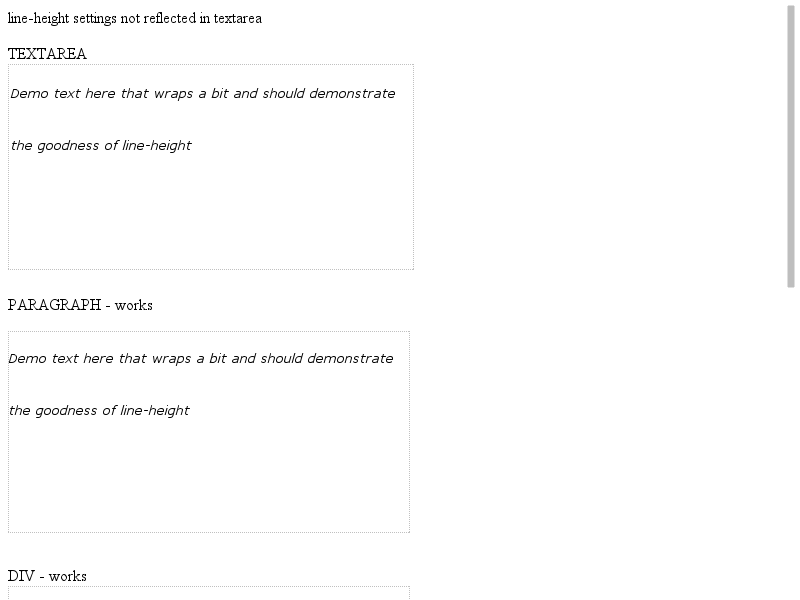 line-height settings not reflected in textarea
TEXTAREA
Demo text here that wraps a bit and should demonstrate
the goodness of line-height
PARAGRAPH - works
Demo text here that wraps a bit and should demonstrate
the goodness of line-height
DIV - works